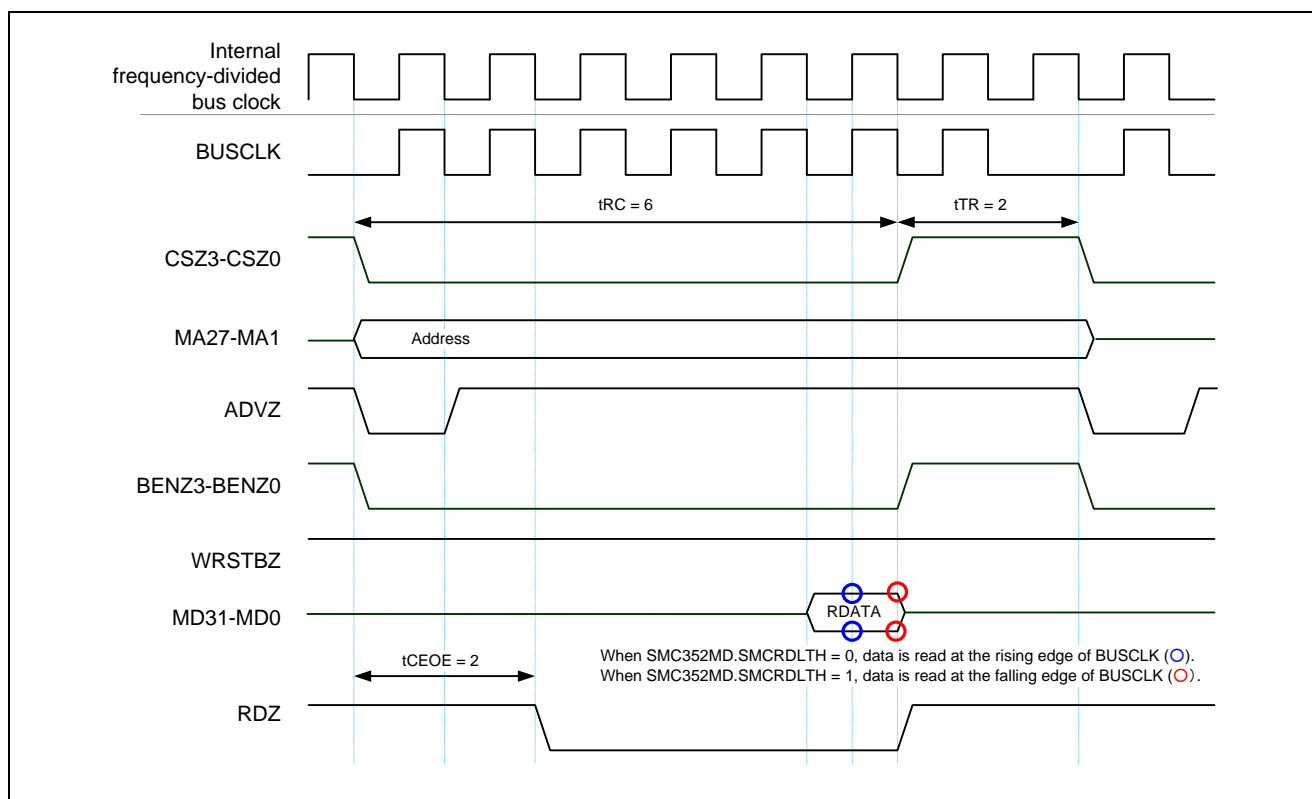 Internal
frequency-divided
bus clock
BUSCLK
tRC = 6
tTR = 2
CSZ3-CSZ0
MA27-MA1
Address
ADVZ
BENZ3-BENZ0
WRSTBZ
MD31-MD0
RDATA
When SMC352MD.SMCRDLTH = 0, data is read at the rising edge of BUSCLK (○).
When SMC352MD.SMCRDLTH = 1, data is read at the falling edge of BUSCLK (○).
tCEOE = 2
RDZ